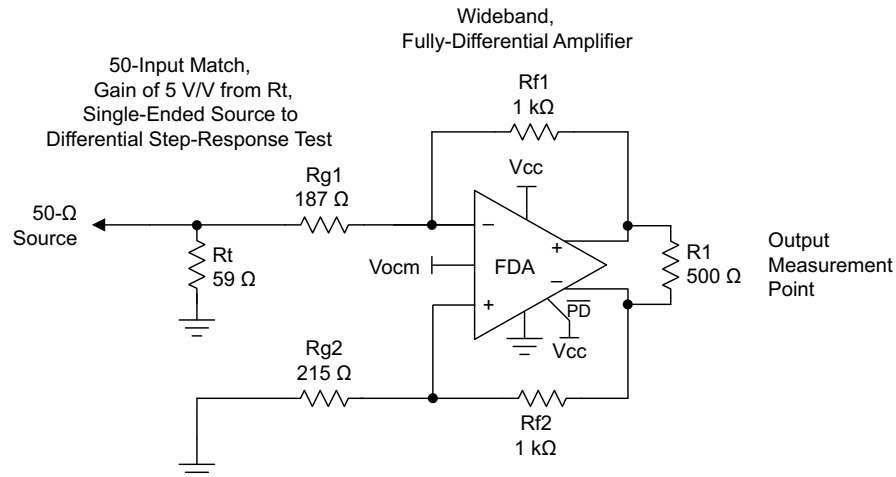 Wideband,
Fully-Differential Amplifier
50-Input Match,
Gain of 5 V/V from Rt,
Single-Ended Source to
Differential Step-Response Test
Rf1
1 kΩ
Rg1
187 Ω
Vcc
50-Ω
Source
Rt
59 Ω
Vocm
−
+
FDA
+
−
PD
Vcc
R1
500 Ω
Output
Measurement
Point
Rg2
215 Ω
Rf2
1 kΩ